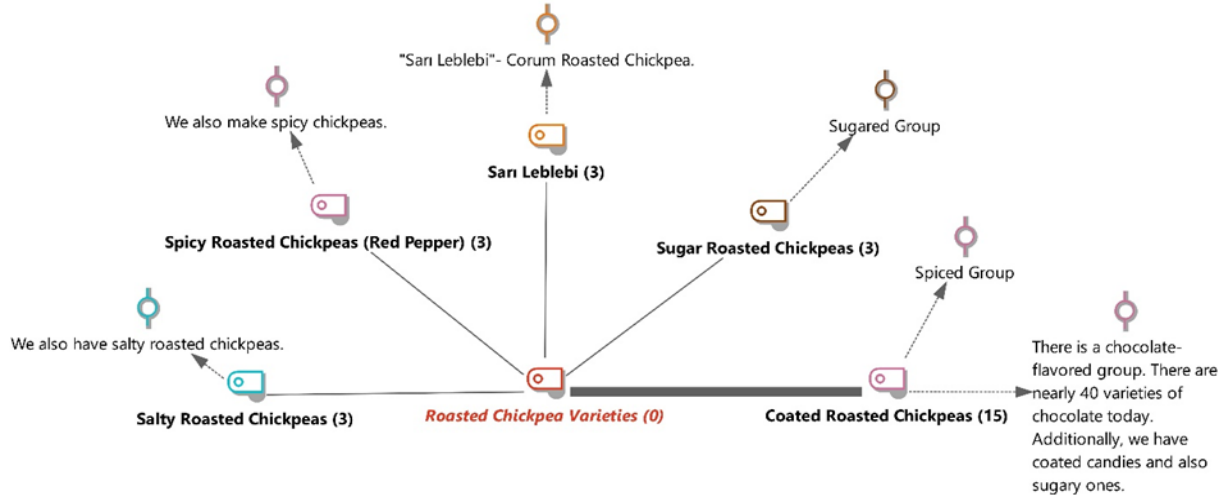 "Sarı Leblebi"- Corum Roasted Chickpea.
We also make spicy chickpeas.
Sugared Group
Sarı Leblebi (3)
Spicy Roasted Chickpeas (Red Pepper) (3)
Sugar Roasted Chickpeas (3)
Spiced Group
We also have salty roasted chickpeas.
There is a chocolate-
flavored group. There are
nearly 40 varieties of
chocolate today.
Additionally, we have
coated candies and also
sugary ones.
Salty Roasted Chickpeas (3)
Roasted Chickpea Varieties (0)
Coated Roasted Chickpeas (15)